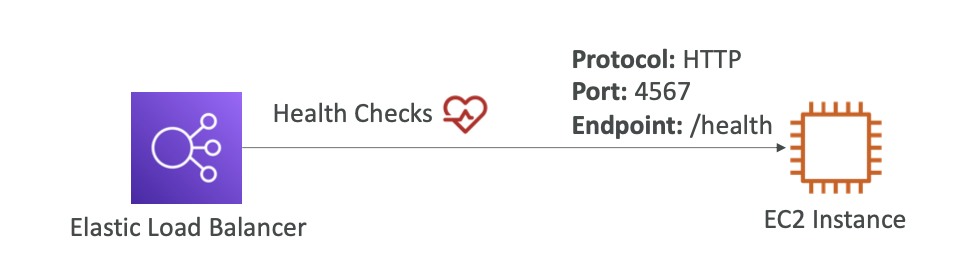 Protocol: HTTP
Port: 4567
Health Checks
Endpoint: /health
Elastic Load Balancer
EC2 Instance